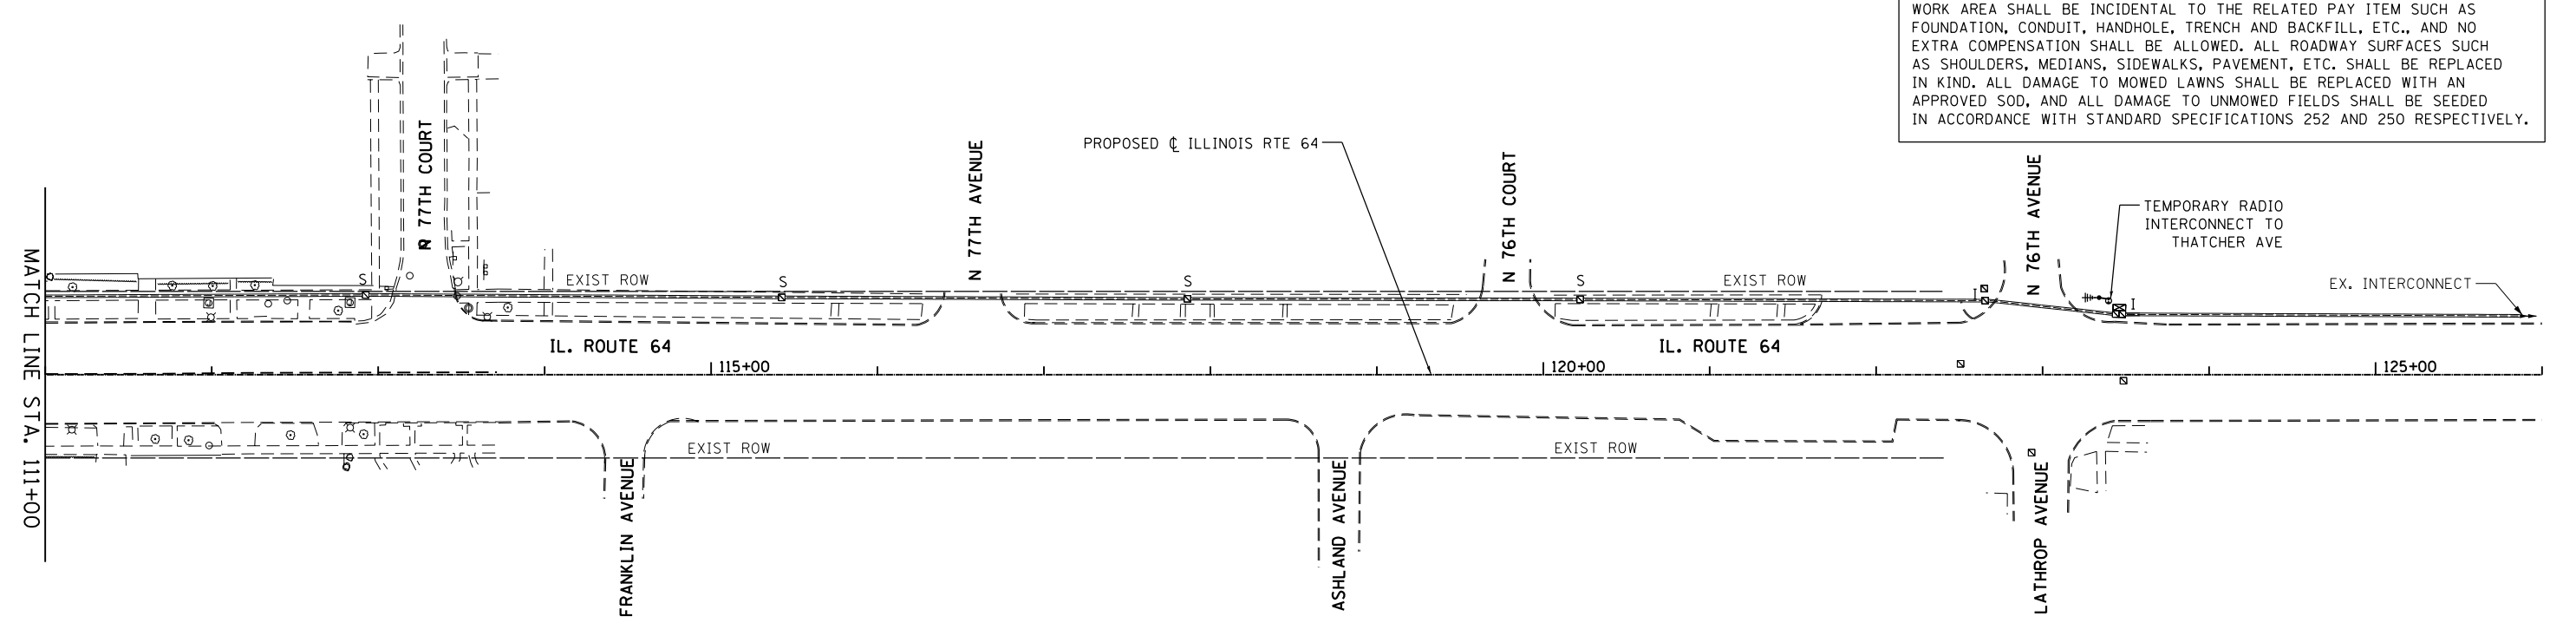 WORK AREA SHALL BE INCIDENTAL TO THE RELATED PAY ITEM SUCH AS
FOUNDATION, CONDUIT, HANDHOLE, TRENCH AND BACKFILL, ETC., AND NO
EXTRA COMPENSATION SHALL BE ALLOWED. ALL ROADWAY SURFACES SUCH
AS SHOULDERS, MEDIANS, SIDEWALKS, PAVEMENT, ETC. SHALL BE REPLACED
IN KIND. ALL DAMAGE TO MOWED LAWNS SHALL BE REPLACED WITH AN
APPROVED SOD, AND ALL DAMAGE TO UNMOWED FIELDS SHALL BE SEEDED
IN ACCORDANCE WITH STANDARD SPECIFICATIONS 252 AND 250 RESPECTIVELY.
PROPOSED ℄ ILLINOIS RTE 64
N 77TH COURT
N 77TH AVENUE
N 76TH COURT
N 76TH AVENUE
TEMPORARY RADIO
INTERCONNECT TO
THATCHER AVE
MATCH LINE STA. 111+00
S
EXIST ROW
S
S
S
EXIST ROW
I
I
EX. INTERCONNECT
IL. ROUTE 64
IL. ROUTE 64
115+00
120+00
125+00
EXIST ROW
EXIST ROW
FRANKLIN AVENUE
ASHLAND AVENUE
LATHROP AVENUE